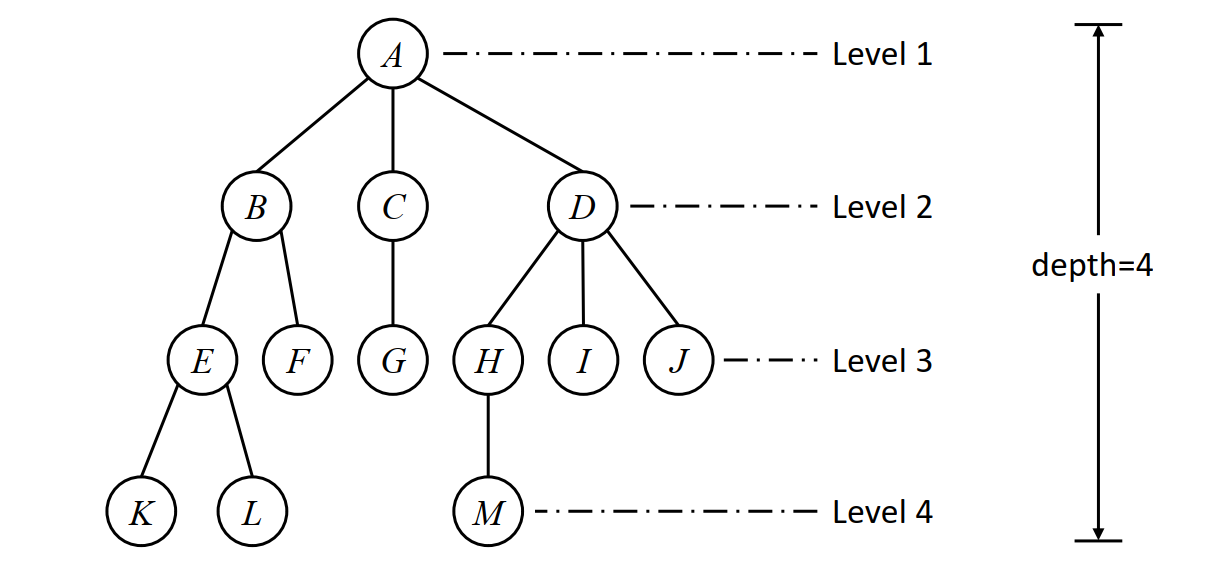 A Level 1
B C D Level 2
depth=4
E F G H I J Level 3
K L M Level 4